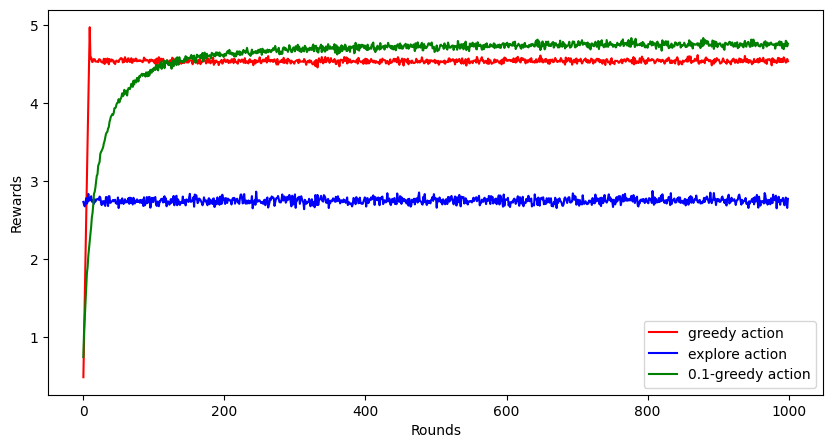 5
4
3
2
1
Rewards
0
200
400
600
800
1000
Rounds
greedy action
explore action
0.1-greedy action